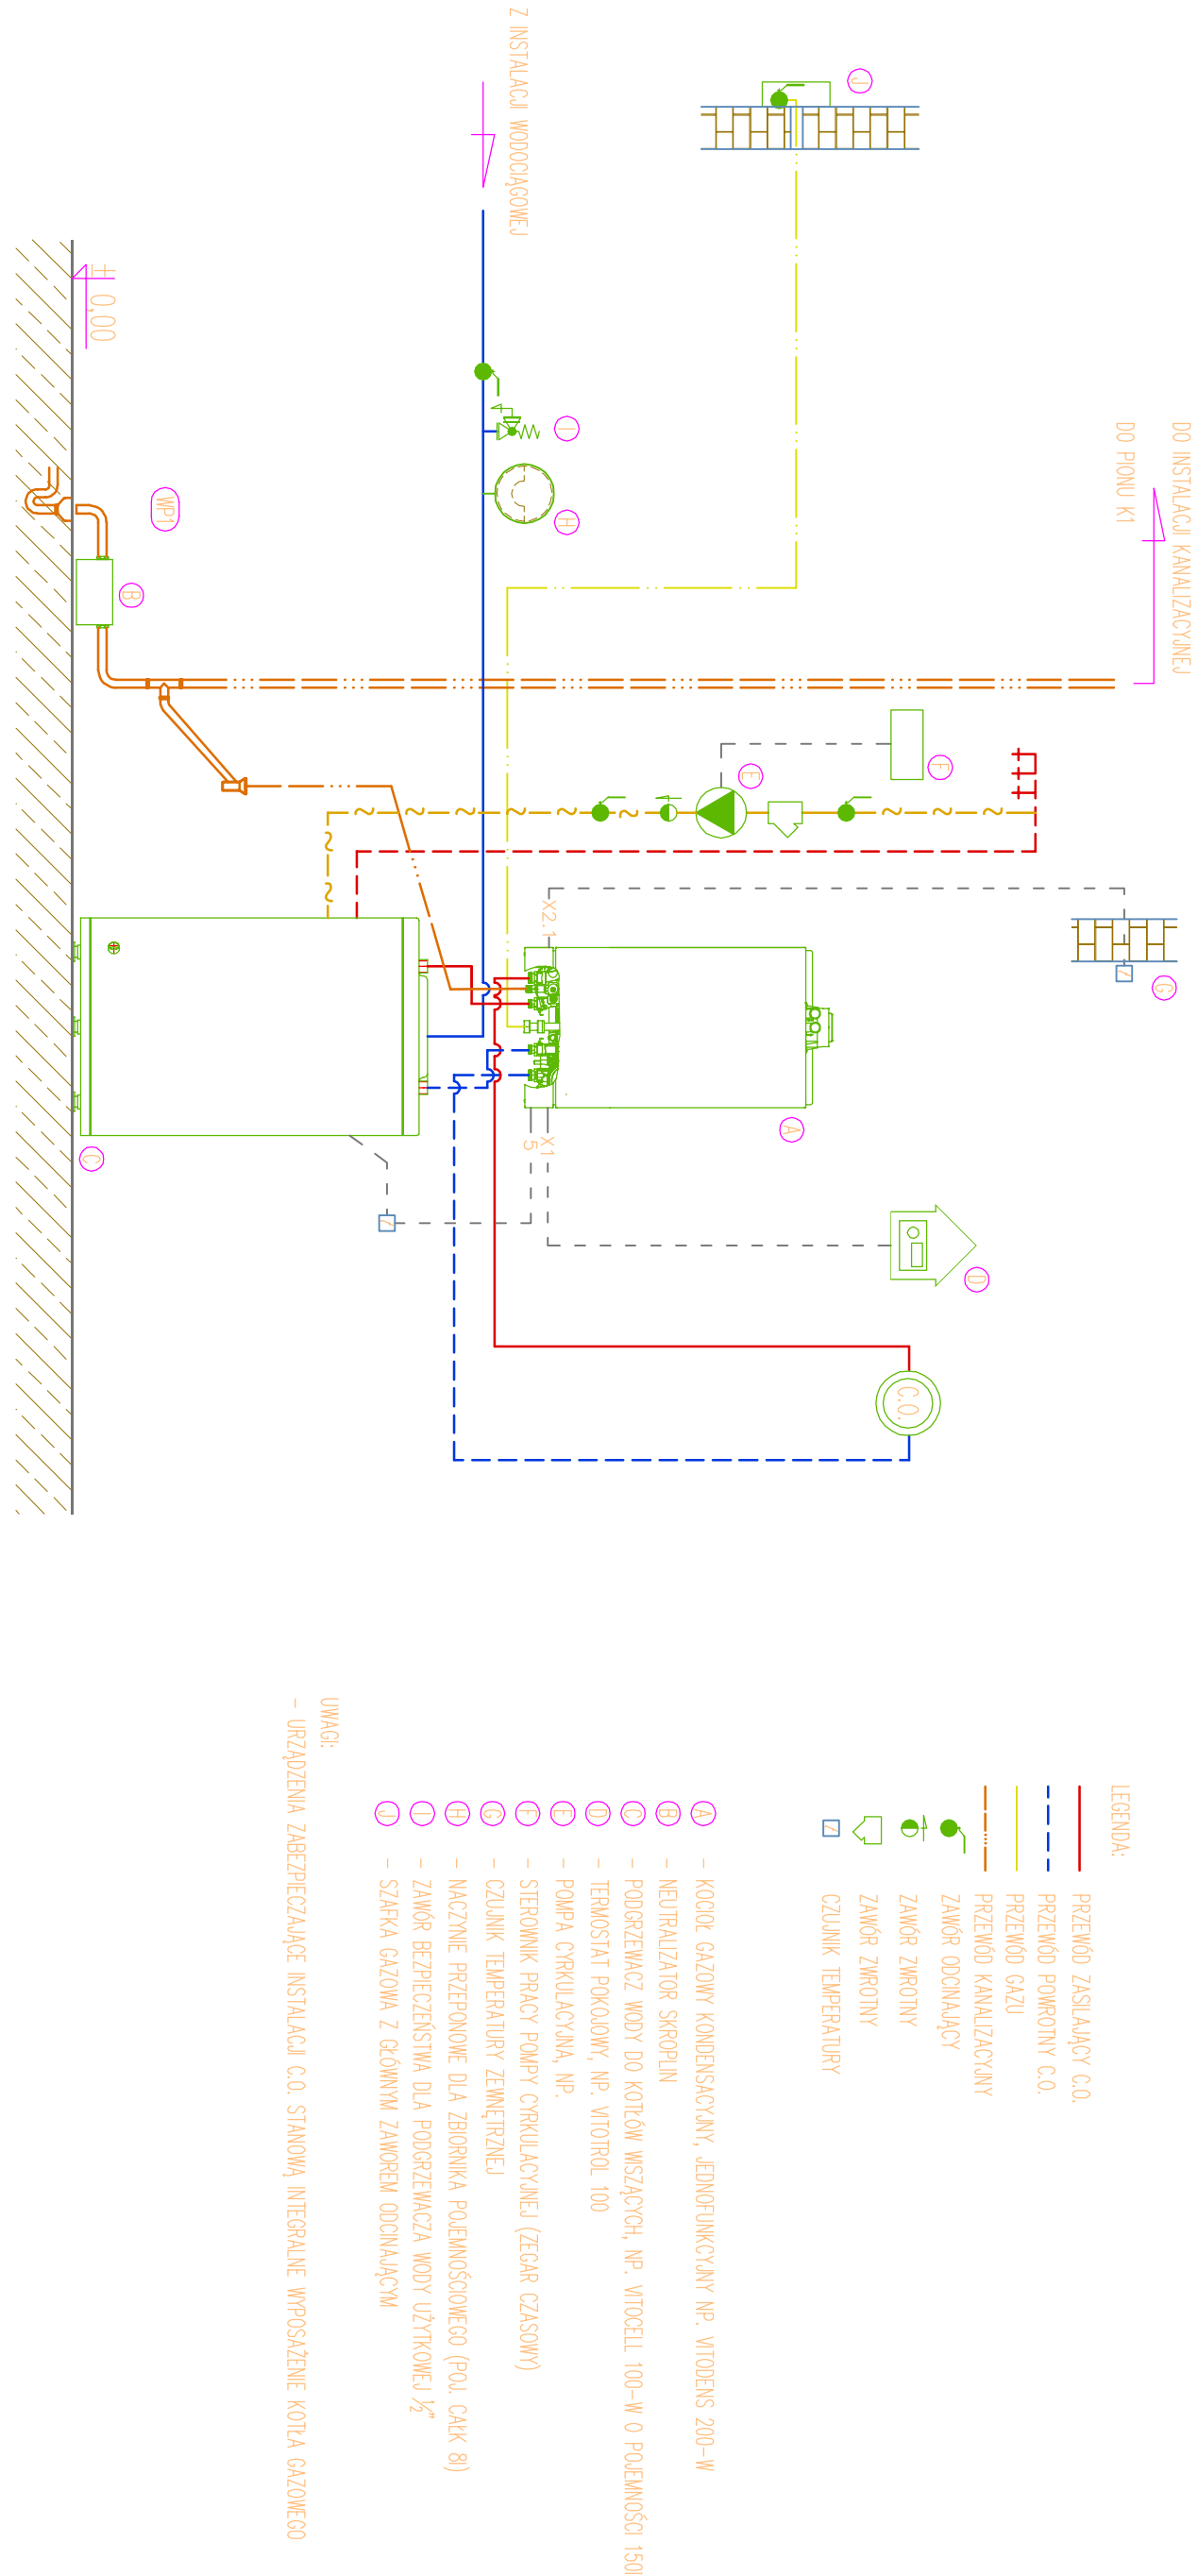 DO INSTALACJI KANALIZACYJNEJ
DO PIONU K1
J
G
F
D
C.O.
E
A
Z INSTALACJI WODOCIĄGOWEJ
I
H
X2.1
X1
5
WP1
B
± 0,00
C
LEGENDA:
PRZEWÓD ZASILAJĄCY C.O.
PRZEWÓD POWROTNY C.O.
PRZEWÓD GAZU
PRZEWÓD KANALIZACYJNY
ZAWÓR ODCINAJĄCY
ZAWÓR ZWROTNY
ZAWÓR ZWROTNY
CZUJNIK TEMPERATURY
A - KOCIOŁ GAZOWY KONDENSACYJNY, JEDNOFUNKCYJNY NP. VITODENS 200-W
B - NEUTRALIZATOR SKROPLIN
C - PODGRZEWACZ WODY DO KOTŁÓW WISZĄCYCH, NP. VITOCELL 100-W O POJEMNOŚCI 150l
D - TERMOSTAT POKOJOWY, NP. VITOTROL 100
E - POMPA CYRKULACYJNA, NP.
F - STEROWNIK PRACY POMPY CYRKULACYJNEJ (ZEGAR CZASOWY)
G - CZUJNIK TEMPERATURY ZEWNĘTRZNEJ
H - NACZYNIE PRZEPONOWE DLA ZBIORNIKA POJEMNOŚCIOWEGO (POJ. CAŁK 8l)
I - ZAWÓR BEZPIECZEŃSTWA DLA PODGRZEWACZA WODY UŻYTKOWEJ ½"
J - SZAFKA GAZOWA Z GŁÓWNYM ZAWOREM ODCINAJĄCYM
UWAGI:
- URZĄDZENIA ZABEZPIECZAJĄCE INSTALACJI C.O. STANOWIĄ INTEGRALNE WYPOSAŻENIE KOTŁA GAZOWEGO